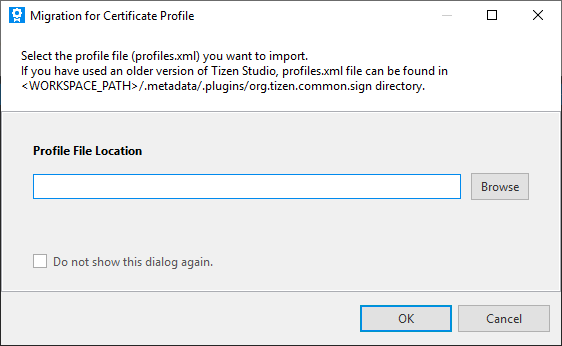 Migration for Certificate Profile
Select the profile file (profiles.xml) you want to import.
If you have used an older version of Tizen Studio, profiles.xml file can be found in
<WORKSPACE_PATH>/.metadata/.plugins/org.tizen.common.sign directory.
Profile File Location
Browse
Do not show this dialog again.
OK
Cancel